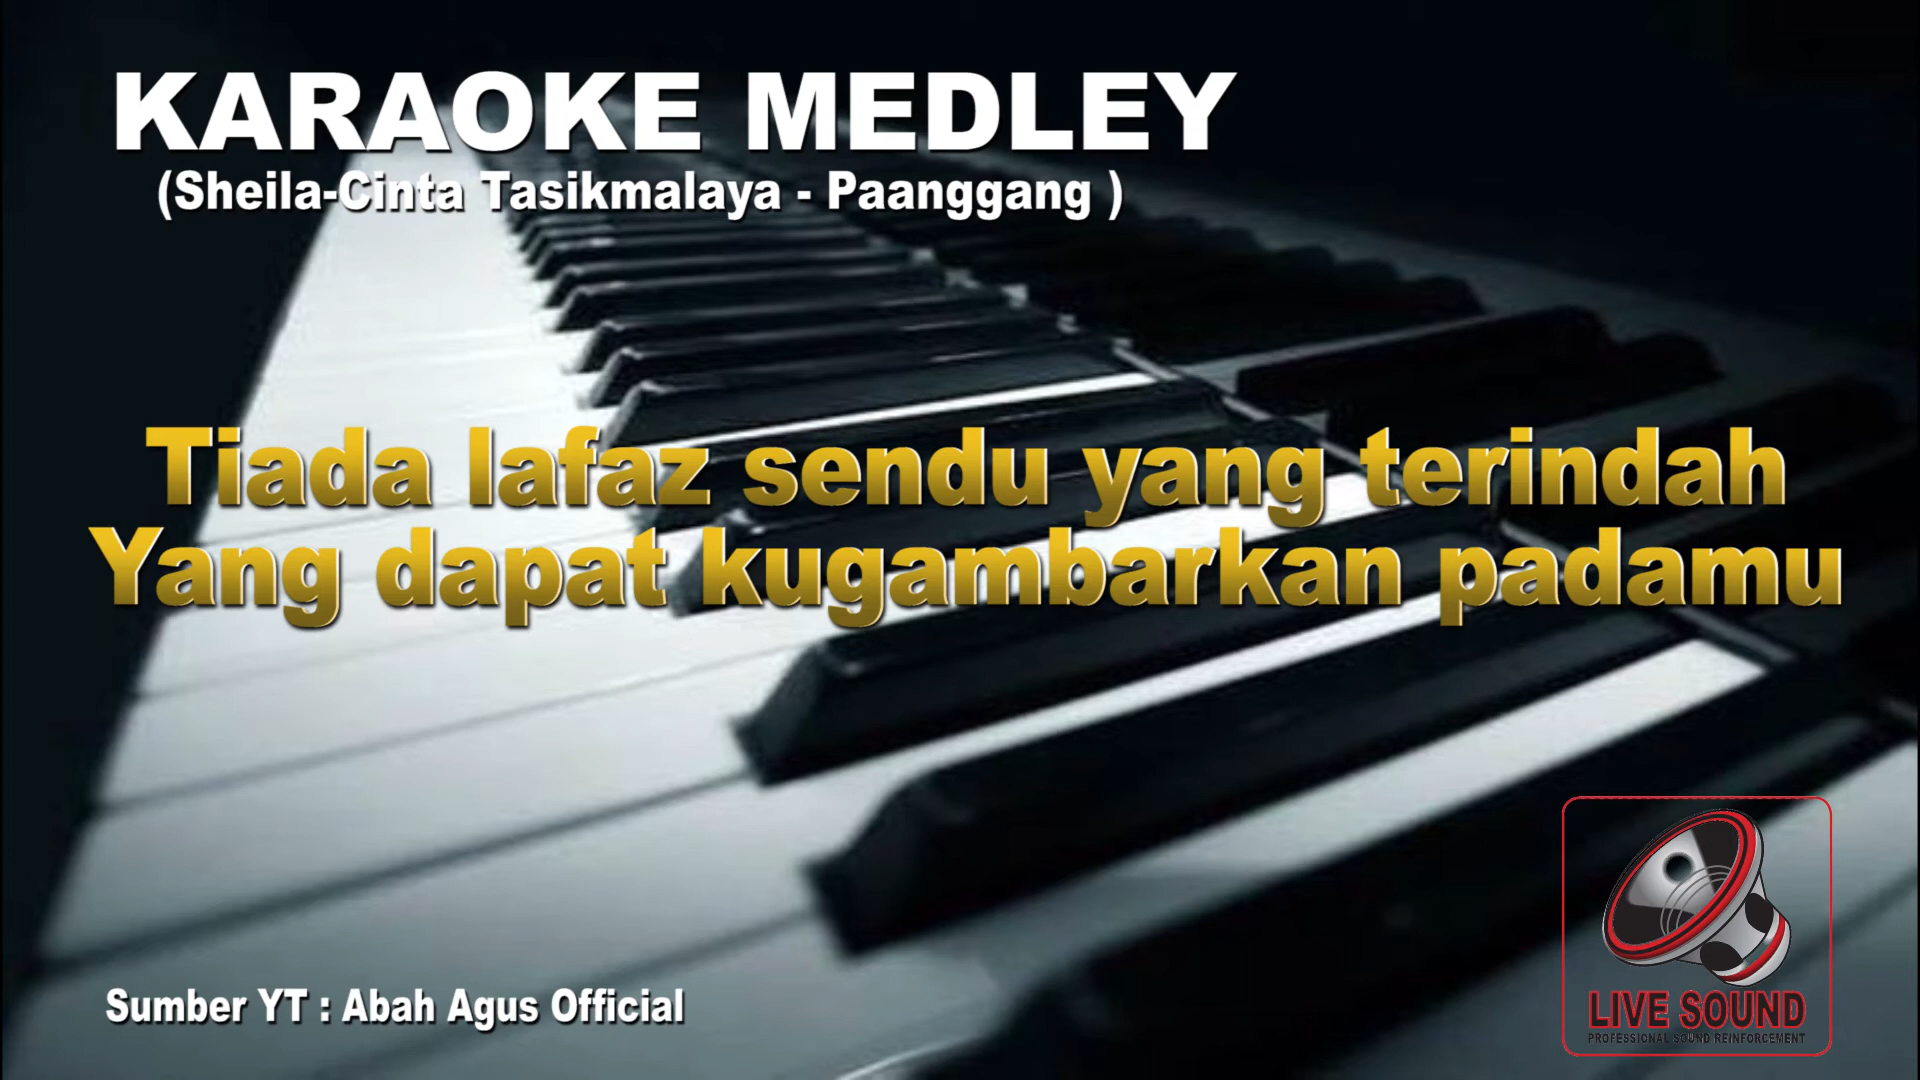 KARAOKE MEDLEY
(Sheila-Cinta Tasikmalaya - Paanggang )
Tiada lafaz sendu yang terindah
Yang dapat kugambarkan padamu
Sumber YT : Abah Agus Official
LIVE SOUND
PROFESSIONAL SOUND REINFORCEMENT